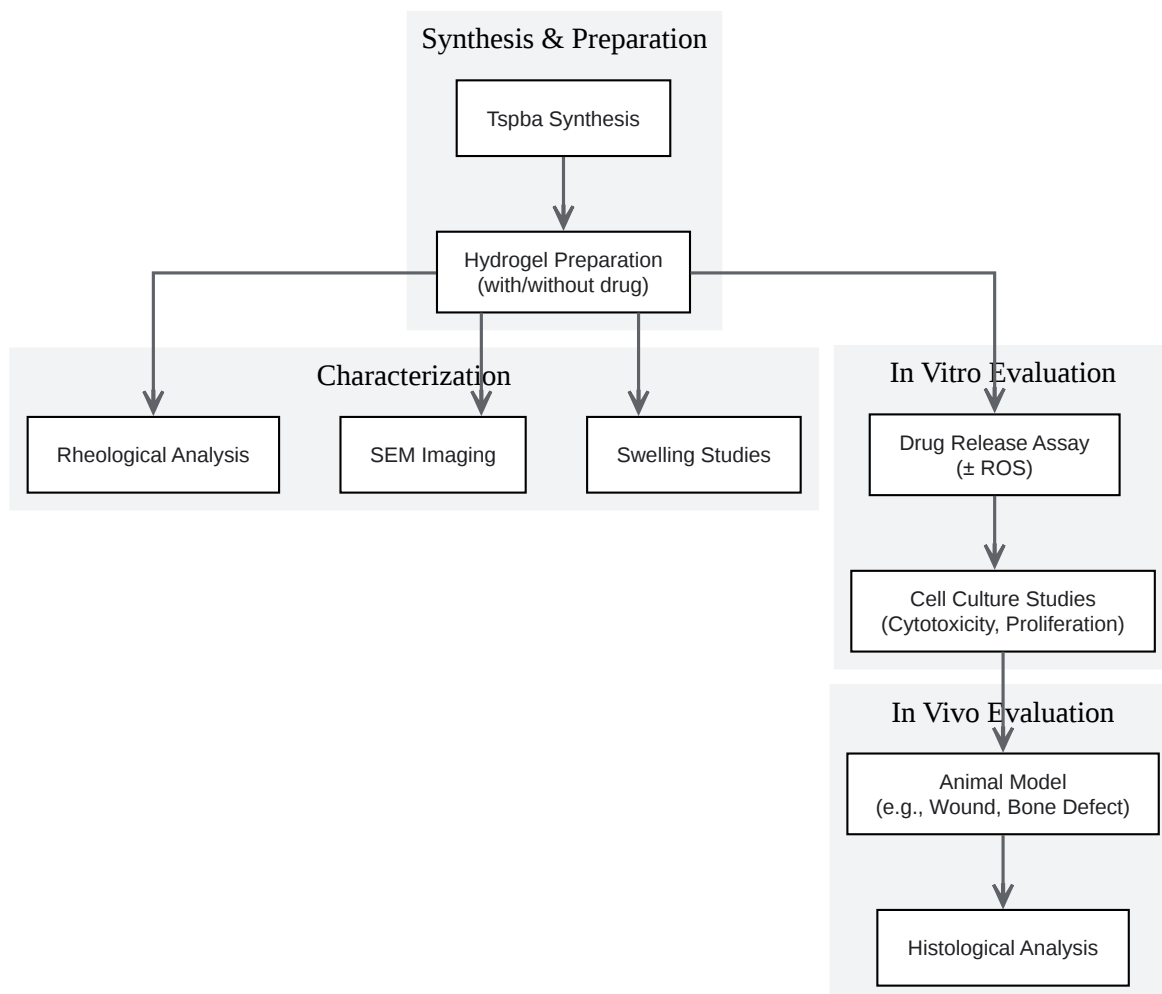 Synthesis & Preparation
Tspba Synthesis
Hydrogel Preparation
(with/without drug)
Characterization
Rheological Analysis
SEM Imaging
Swelling Studies
In Vitro Evaluation
Drug Release Assay
(± ROS)
Cell Culture Studies
(Cytotoxicity, Proliferation)
In Vivo Evaluation
Animal Model
(e.g., Wound, Bone Defect)
Histological Analysis